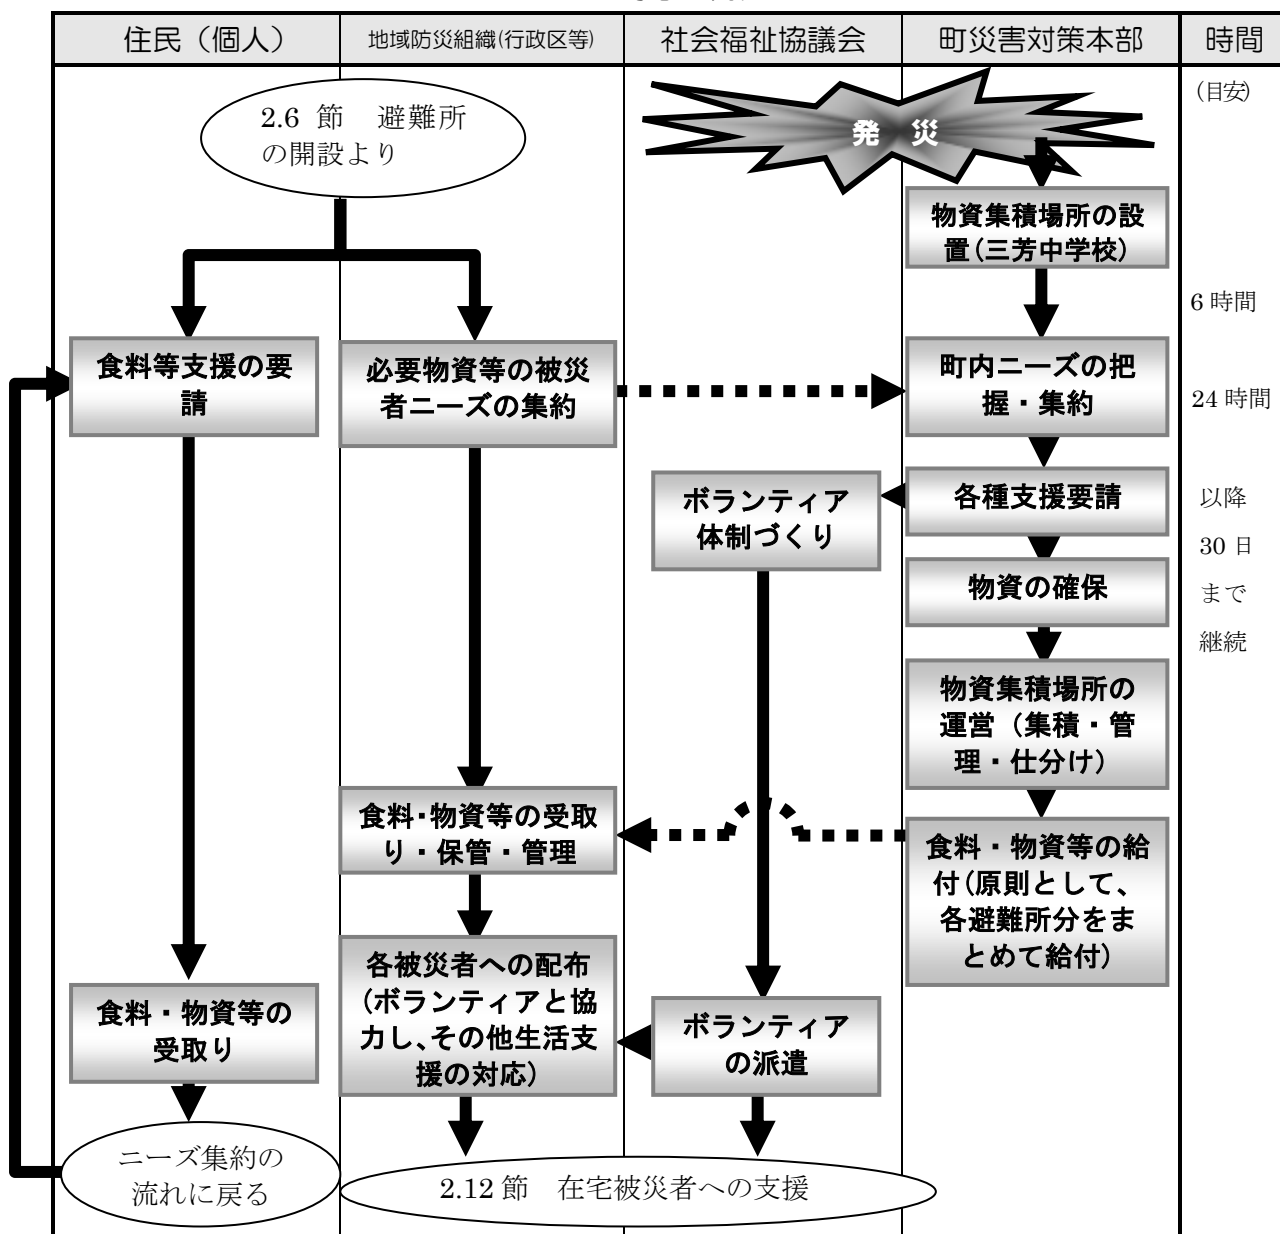 住民（個人）
地域防災組織(行政区等)
社会福祉協議会
町災害対策本部
時間
(目安)
2.6 節　避難所
の開設より
発 災
物資集積場所の設
置(三芳中学校)
6 時間
食料等支援の要
請
必要物資等の被災
者ニーズの集約
町内ニーズの把
握・集約
24 時間
ボランティア
体制づくり
各種支援要請
以降
30 日
まで
継続
物資の確保
物資集積場所の
運営（集積・管
理・仕分け）
食料・物資等の受取
り・保管・管理
食料・物資等の給
付(原則として、
各避難所分をま
とめて給付)
各被災者への配布
(ボランティアと協
力し、その他生活支
援の対応)
食料・物資等の
受取り
ボランティア
の派遣
ニーズ集約の
流れに戻る
2.12 節　在宅被災者への支援